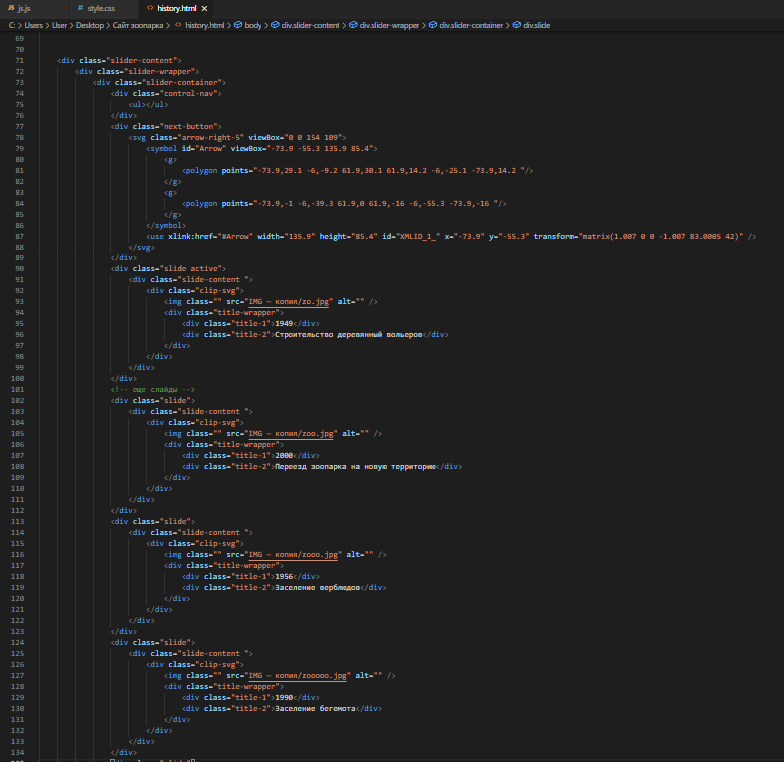 js.js
style.css
history.html
C: > Users > User > Desktop > Сайт зоопарка > history.html > body > div.slider-content > div.slider-wrapper > div.slider-container > div.slide
69
70
71 <div class="slider-content">
72 <div class="slider-wrapper">
73 <div class="slider-container">
74 <div class="control-nav">
75 <ul></ul>
76 </div>
77 <div class="next-button">
78 <svg class="arrow-right-5" viewBox="0 0 154 109">
79 <symbol id="Arrow" viewBox="-73.9 -55.3 135.9 85.4">
80 <g>
81 <polygon points="-73.9,29.1 -6,-9.2 61.9,30.1 61.9,14.2 -6,-25.1 -73.9,14.2 "/>
82 </g>
83 <g>
84 <polygon points="-73.9,-1 -6,-39.3 61.9,0 61.9,-16 -6,-55.3 -73.9,-16 "/>
85 </g>
86 </symbol>
87 <use xlink:href="#Arrow" width="135.9" height="85.4" id="XMLID_1_" x="-73.9" y="-55.3" transform="matrix(1.007 0 0 -1.007 83.0005 42)" />
88 </svg>
89 </div>
90 <div class="slide active">
91 <div class="slide-content ">
92 <div class="clip-svg">
93 <img class="" src="IMG — копия/zo.jpg" alt="" />
94 <div class="title-wrapper">
95 <div class="title-1">1949</div>
96 <div class="title-2">Строительство деревянный вольеров</div>
97 </div>
98 </div>
99 </div>
100 </div>
101 <!-- еще слайды -->
102 <div class="slide">
103 <div class="slide-content ">
104 <div class="clip-svg">
105 <img class="" src="IMG — копия/zoo.jpg" alt="" />
106 <div class="title-wrapper">
107 <div class="title-1">2000</div>
108 <div class="title-2">Переезд зоопарка на новую территорию</div>
109 </div>
110 </div>
111 </div>
112 </div>
113 <div class="slide">
114 <div class="slide-content ">
115 <div class="clip-svg">
116 <img class="" src="IMG — копия/zooo.jpg" alt="" />
117 <div class="title-wrapper">
118 <div class="title-1">1956</div>
119 <div class="title-2">Заселение верблюдов</div>
120 </div>
121 </div>
122 </div>
123 </div>
124 <div class="slide">
125 <div class="slide-content ">
126 <div class="clip-svg">
127 <img class="" src="IMG — копия/zooooo.jpg" alt="" />
128 <div class="title-wrapper">
129 <div class="title-1">1990</div>
130 <div class="title-2">Заселение бегемота</div>
131 </div>
132 </div>
133 </div>
134 </div>